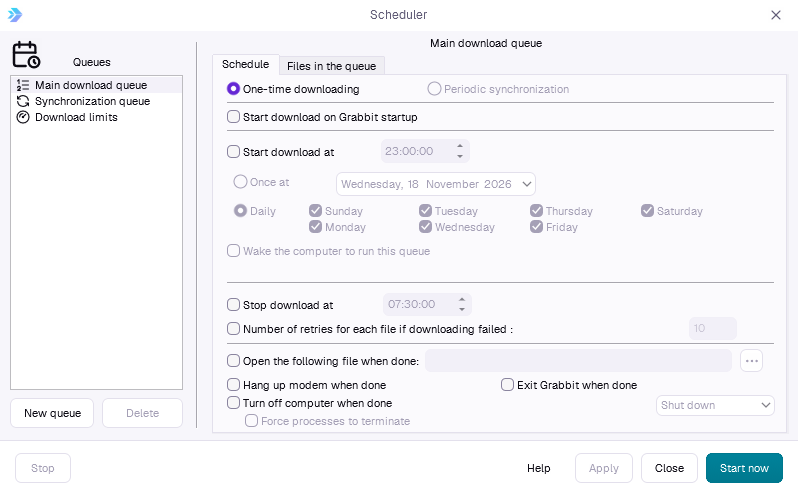 Scheduler
Queues
Main download queue
Synchronization queue
Download limits
New queue
Delete
Main download queue
Schedule
Files in the queue
One-time downloading
Periodic synchronization
Start download on Grabbit startup
Start download at
23:00:00
Once at
Wednesday, 18 November 2026
Daily
Sunday
Tuesday
Thursday
Saturday
Monday
Wednesday
Friday
Wake the computer to run this queue
Stop download at
07:30:00
Number of retries for each file if downloading failed :
10
Open the following file when done:
...
Hang up modem when done
Exit Grabbit when done
Turn off computer when done
Shut down
Force processes to terminate
Stop
Help
Apply
Close
Start now